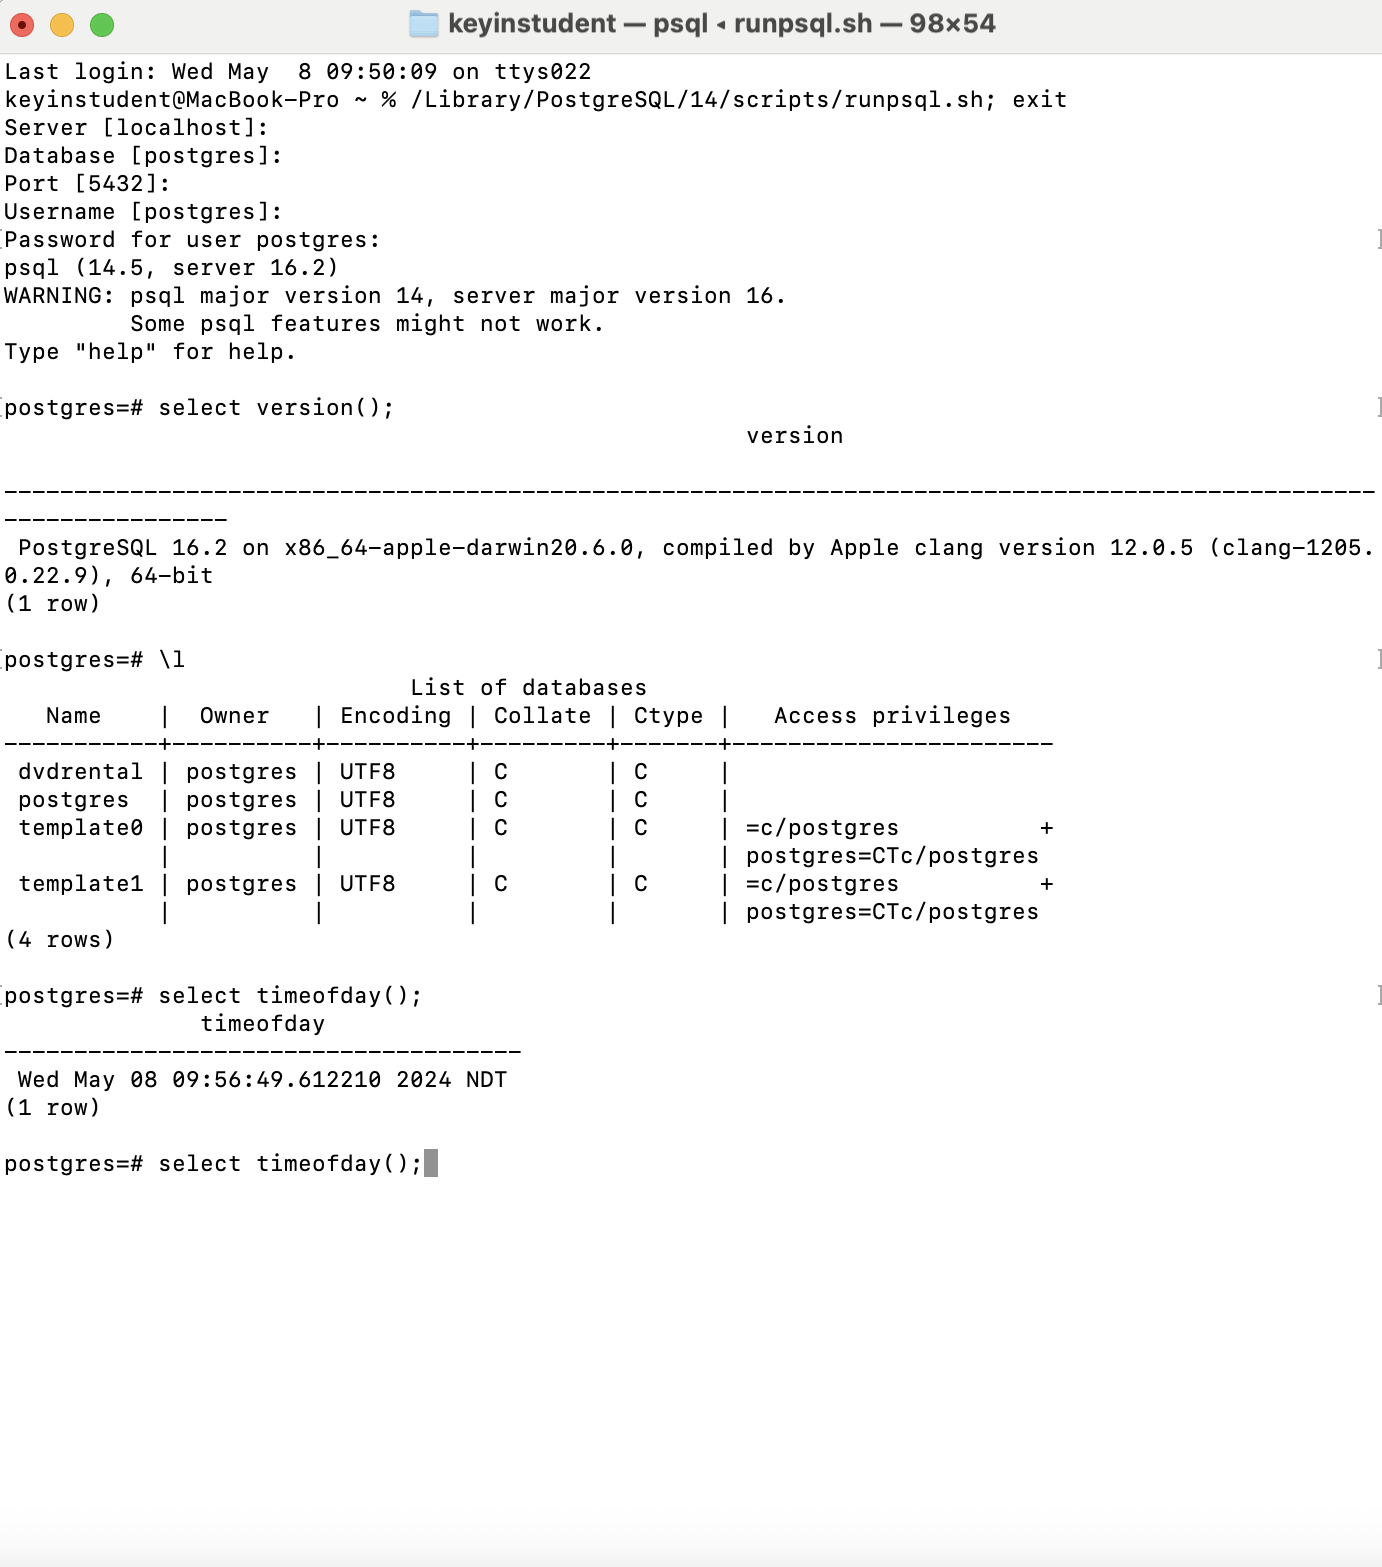 keyinstudent — psql ◂ runpsql.sh — 98×54
Last login: Wed May  8 09:50:09 on ttys022
keyinstudent@MacBook-Pro ~ % /Library/PostgreSQL/14/scripts/runpsql.sh; exit
Server [localhost]:
Database [postgres]:
Port [5432]:
Username [postgres]:
[Password for user postgres: ]
psql (14.5, server 16.2)
WARNING: psql major version 14, server major version 16.
         Some psql features might not work.
Type "help" for help.
[postgres=# select version(); ]
                                                     version
--------------------------------------------------------------------------------------------------
----------------
 PostgreSQL 16.2 on x86_64-apple-darwin20.6.0, compiled by Apple clang version 12.0.5 (clang-1205.
0.22.9), 64-bit
(1 row)
[postgres=# \l ]
                             List of databases
   Name    |  Owner   | Encoding | Collate | Ctype |   Access privileges
-----------+----------+----------+---------+-------+-----------------------
 dvdrental | postgres | UTF8     | C       | C     |
 postgres  | postgres | UTF8     | C       | C     |
 template0 | postgres | UTF8     | C       | C     | =c/postgres          +
           |          |          |         |       | postgres=CTc/postgres
 template1 | postgres | UTF8     | C       | C     | =c/postgres          +
           |          |          |         |       | postgres=CTc/postgres
(4 rows)
[postgres=# select timeofday(); ]
              timeofday
-------------------------------------
 Wed May 08 09:56:49.612210 2024 NDT
(1 row)
postgres=# select timeofday();